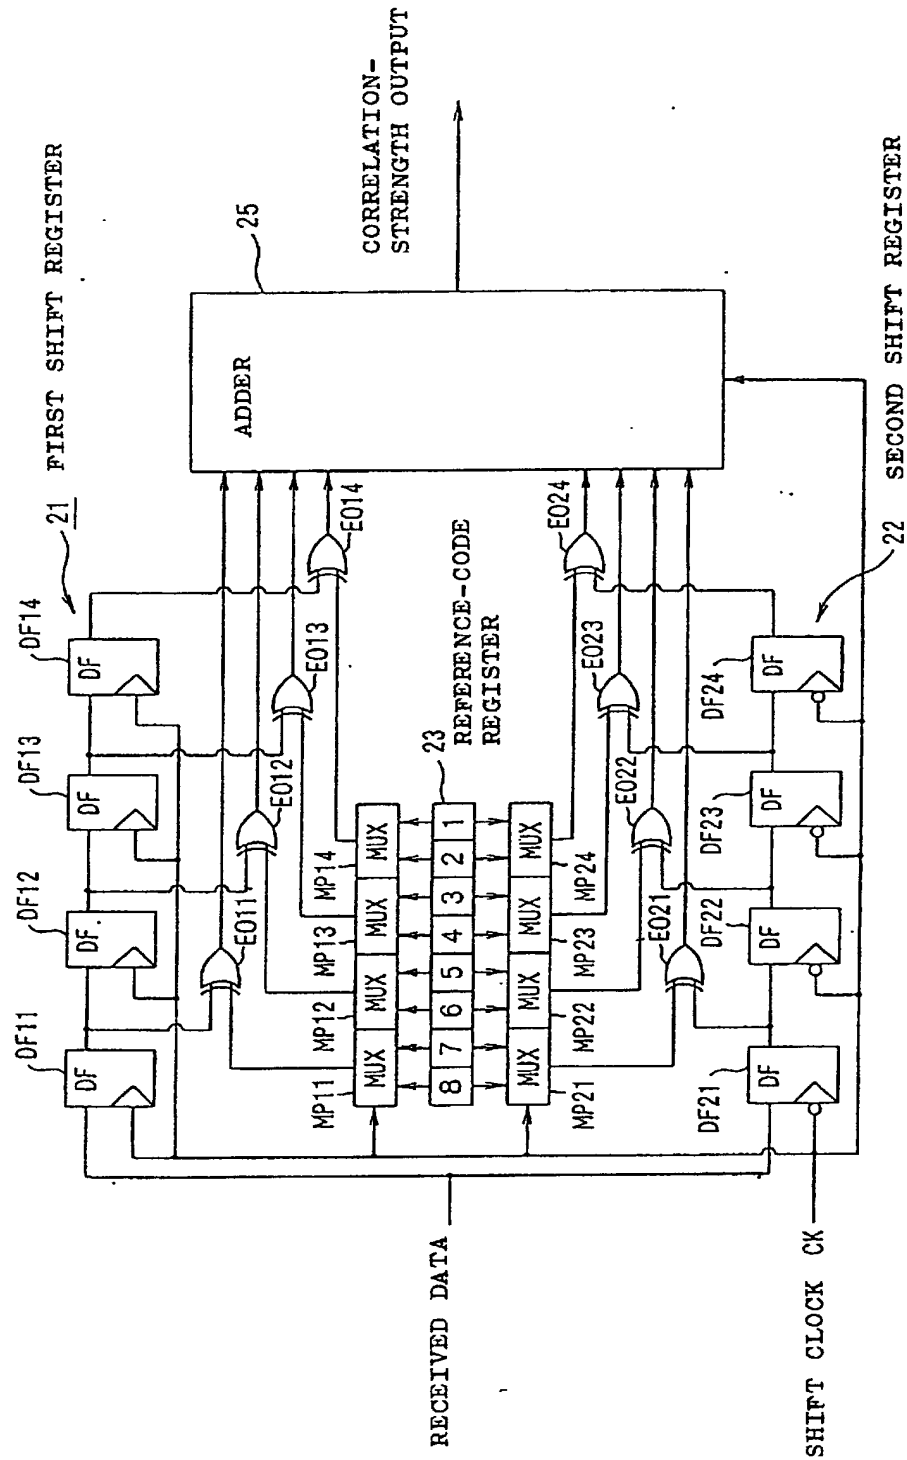 21 FIRST SHIFT REGISTER
DF11
DF12
DF13
DF14
DF
DF
DF
DF
EO11
EO12
EO13
EO14
25
ADDER
CORRELATION-
STRENGTH OUTPUT
MP11
MP12
MP13
MP14
MUX
MUX
MUX
MUX
23
REFERENCE-CODE
REGISTER
8
7
6
5
4
3
2
1
MUX
MUX
MUX
MUX
MP21
MP22
MP23
MP24
RECEIVED DATA
EO21
EO22
EO23
EO24
DF21
DF22
DF23
DF24
DF
DF
DF
DF
SHIFT CLOCK CK
22 SECOND SHIFT REGISTER